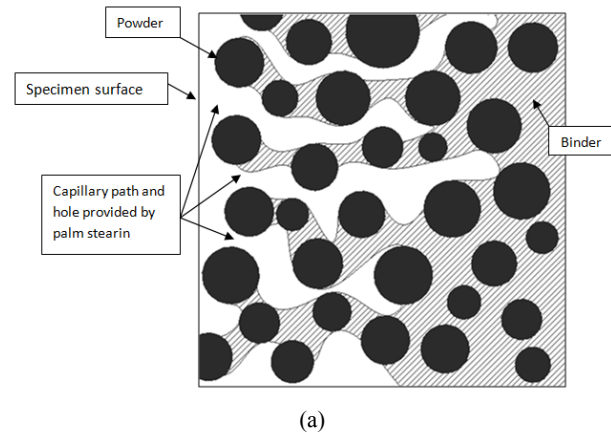 Powder
Specimen surface
Binder
Capillary path and
hole provided by
palm stearin
(a)